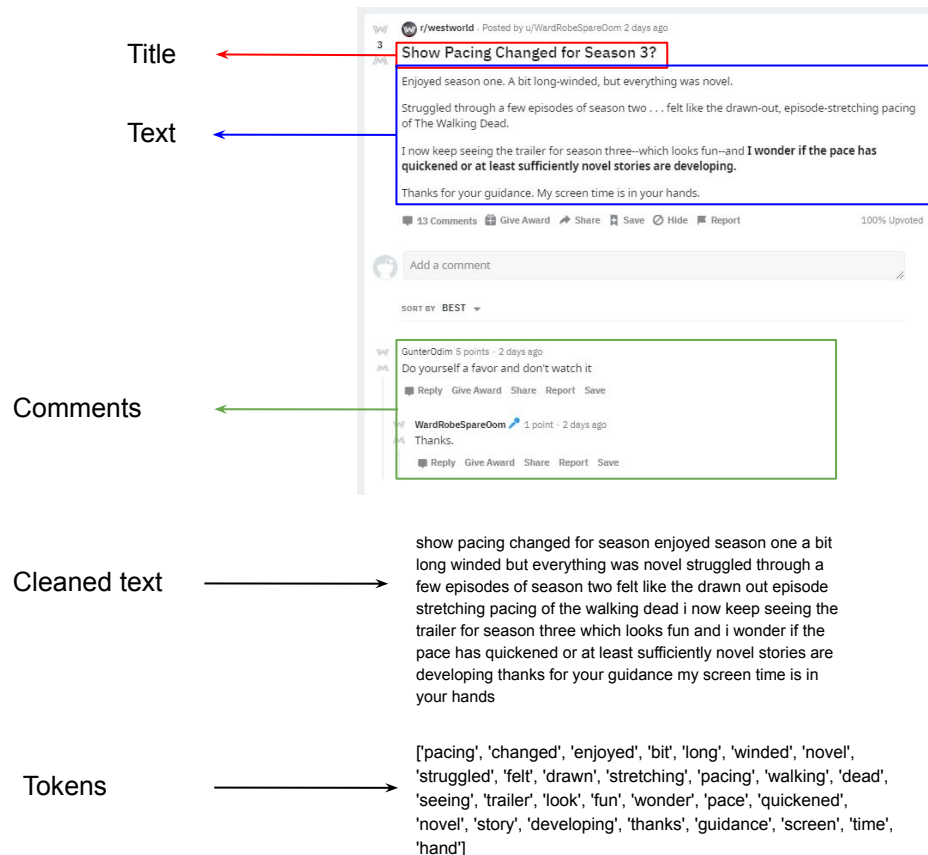 r/westworld · Posted by u/WardRobeSpareOom 2 days ago
3
Title
Show Pacing Changed for Season 3?
Enjoyed season one. A bit long-winded, but everything was novel.
Text
Struggled through a few episodes of season two . . . felt like the drawn-out, episode-stretching pacing
of The Walking Dead.
I now keep seeing the trailer for season three--which looks fun--and I wonder if the pace has
quickened or at least sufficiently novel stories are developing.
Thanks for your guidance. My screen time is in your hands.
13 Comments Give Award Share Save Hide Report 100% Upvoted
Add a comment
SORT BY BEST
Comments
GunterOdim 5 points · 2 days ago
Do yourself a favor and don't watch it
Reply Give Award Share Report Save
WardRobeSpareOom 1 point · 2 days ago
Thanks.
Reply Give Award Share Report Save
Cleaned text
show pacing changed for season enjoyed season one a bit
long winded but everything was novel struggled through a
few episodes of season two felt like the drawn out episode
stretching pacing of the walking dead i now keep seeing the
trailer for season three which looks fun and i wonder if the
pace has quickened or at least sufficiently novel stories are
developing thanks for your guidance my screen time is in
your hands
Tokens
['pacing', 'changed', 'enjoyed', 'bit', 'long', 'winded', 'novel',
'struggled', 'felt', 'drawn', 'stretching', 'pacing', 'walking', 'dead',
'seeing', 'trailer', 'look', 'fun', 'wonder', 'pace', 'quickened',
'novel', 'story', 'developing', 'thanks', 'guidance', 'screen', 'time',
'hand']